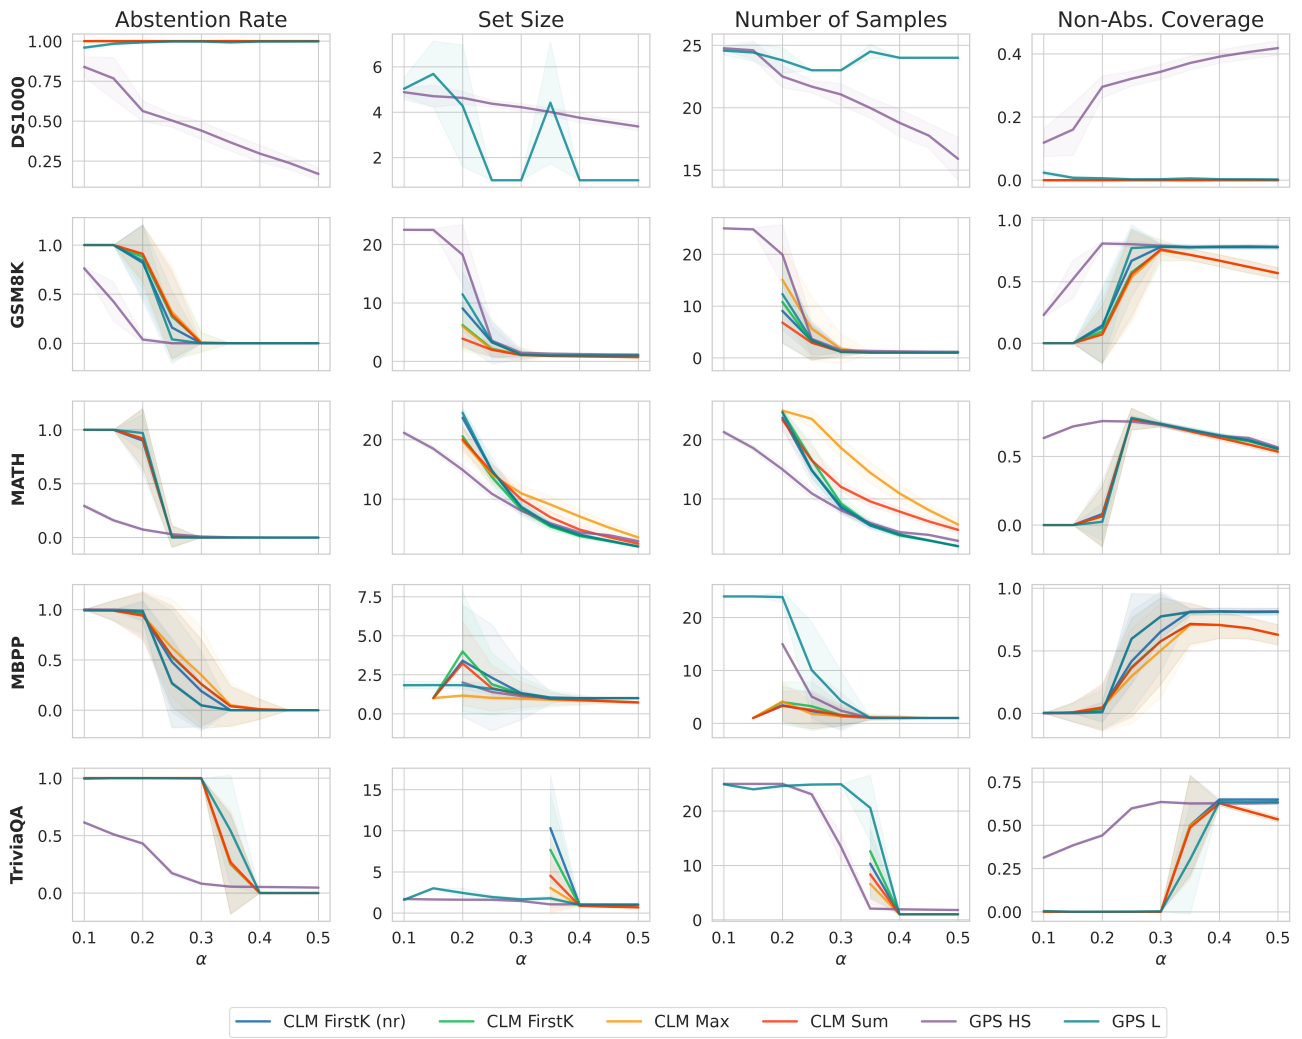 Abstention Rate Set Size Number of Samples Non-Abs. Coverage
DS1000
1.00 0.75 0.50 0.25
6 4 2
25 20 15
0.4 0.2 0.0
GSM8K
1.0 0.5 0.0
20 10 0
20 10 0
1.0 0.5 0.0
MATH
1.0 0.5 0.0
20 10
20 10
0.5 0.0
MBPP
1.0 0.5 0.0
7.5 5.0 2.5 0.0
20 10 0
1.0 0.5 0.0
TriviaQA
1.0 0.5 0.0
15 10 5 0
20 10 0
0.75 0.50 0.25 0.00
0.1 0.2 0.3 0.4 0.5 0.1 0.2 0.3 0.4 0.5 0.1 0.2 0.3 0.4 0.5 0.1 0.2 0.3 0.4 0.5
α α α α
CLM FirstK (nr) CLM FirstK CLM Max CLM Sum GPS HS GPS L